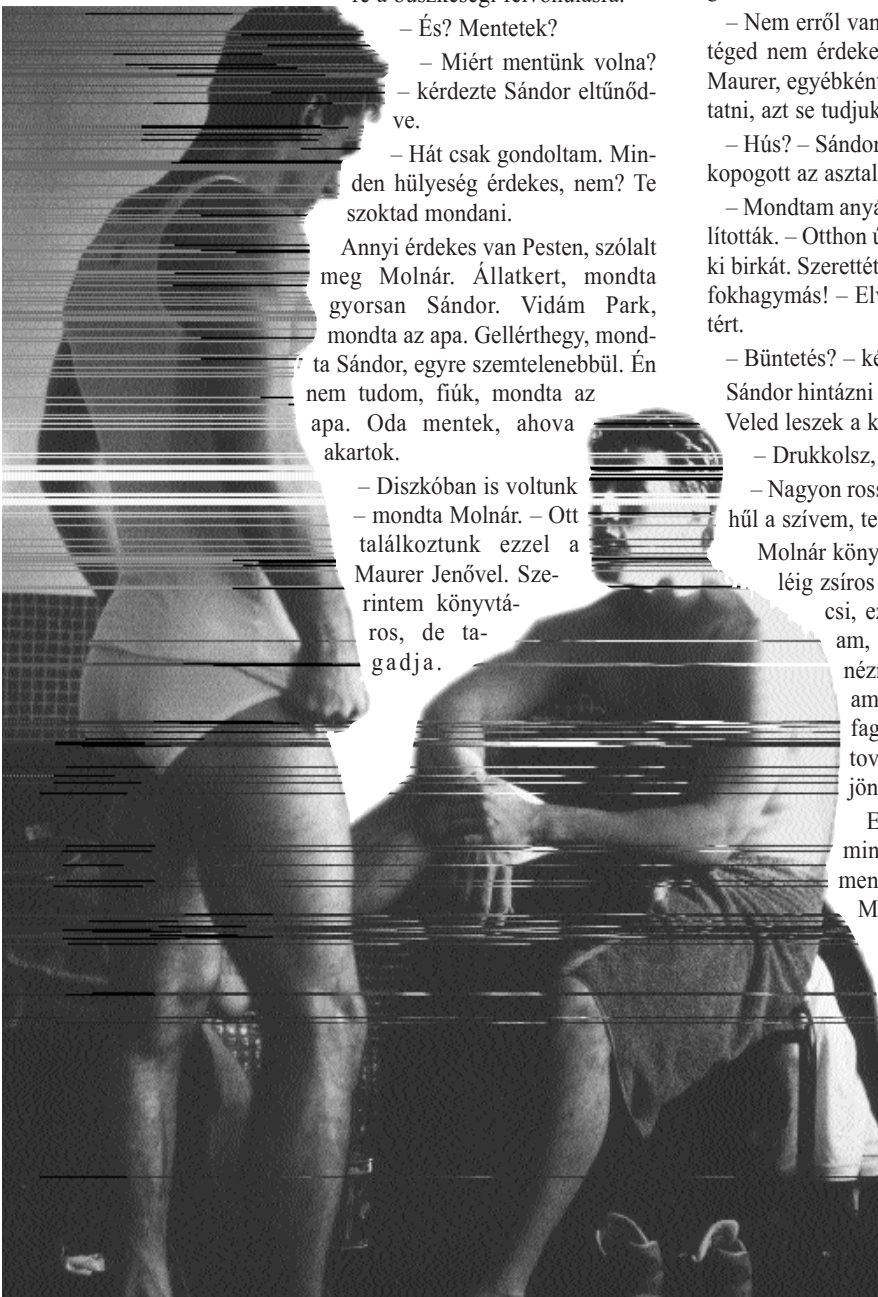 – És? Mentetek?
– Miért mentünk volna?
– kérdezte Sándor eltűnőd-
ve.
– Hát csak gondoltam. Min-
den hülyeség érdekes, nem? Te
szoktad mondani.
Annyi érdekes van Pesten, szólalt
meg Molnár. Állatkert, mondta
gyorsan Sándor. Vidám Park,
mondta az apa. Gellérthegy, mond-
ta Sándor, egyre szemtelenebbül. Én
nem tudom, fiúk, mondta az
apa. Oda mentek, ahova
akartok.
– Diszkóban is voltunk
– mondta Molnár. – Ott
találkoztunk ezzel a
Maurer Jenővel. Sze-
rintem könyvtá-
ros, de ta-
gadja.
– Nem erről van
téged nem érdeke
Maurer, egyébként
tatni, azt se tudjuk
– Hús? – Sándor
kopogott az asztal
– Mondtam anyá
lították. – Otthon ű
ki birkát. Szerettét
fokhagymás! – Elv
tért.
– Büntetés? – ké
Sándor hintázni
Veled leszek a k
– Drukkolsz,
– Nagyon ross
hűl a szívem, te
Molnár köny
léig zsíros
csi, ez
am,
nézn
am
fag
tov
jön
E
min
men
M